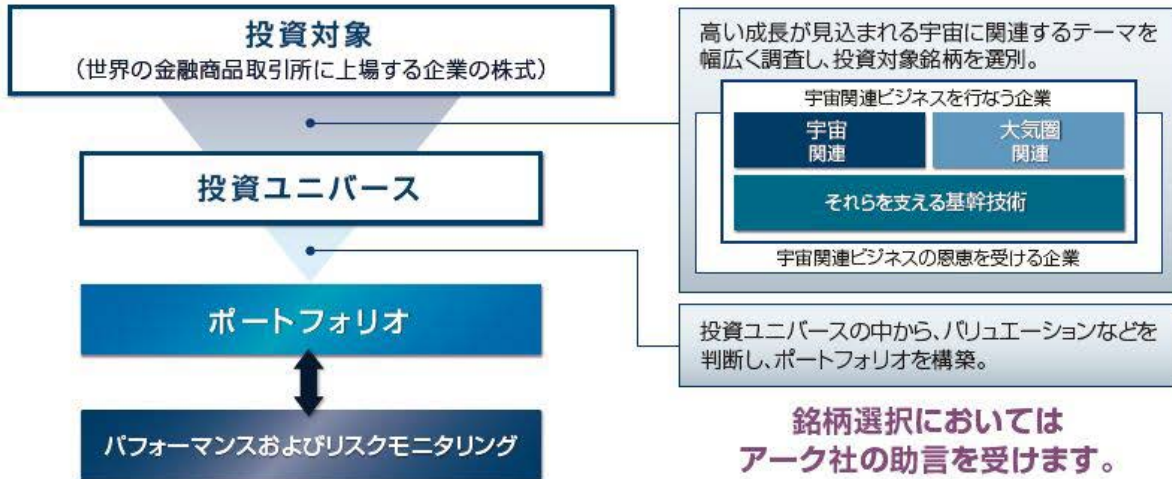 投資対象
（世界の金融商品取引所に上場する企業の株式）
投資ユニバース
ポートフォリオ
パフォーマンスおよびリスクモニタリング
高い成長が見込まれる宇宙に関連するテーマを
幅広く調査し、投資対象銘柄を選別。
宇宙関連ビジネスを行なう企業
宇宙
関連
大気圏
関連
それらを支える基幹技術
宇宙関連ビジネスの恩恵を受ける企業
投資ユニバースの中から、バリュエーションなどを
判断し、ポートフォリオを構築。
銘柄選択においては
アーク社の助言を受けます。